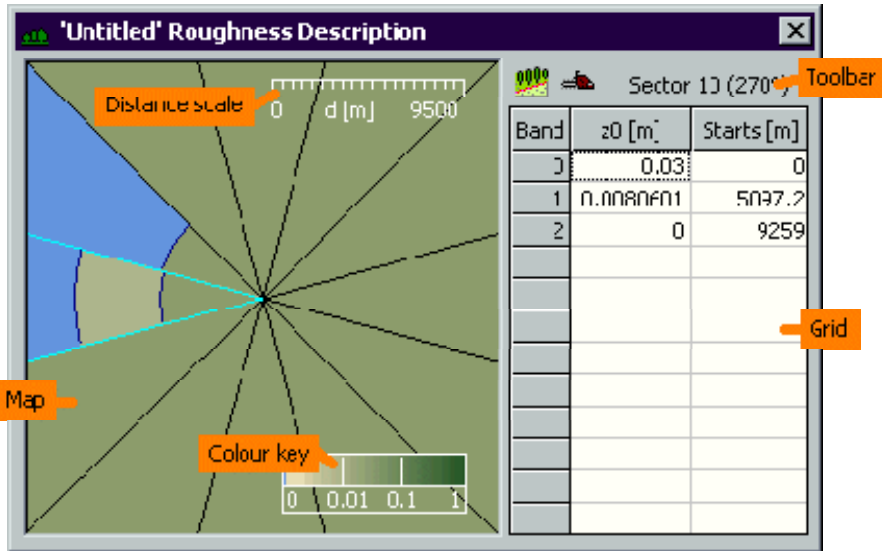 'Untitled' Roughness Description
Distance scale
0 d [m] 9500
Sector 10 (270°)
Toolbar
Band z0 [m] Starts [m]
0 0.03 0
1 0.0080601 5097.2
2 0 9259
Grid
Map
Colour key
0 0.01 0.1 1